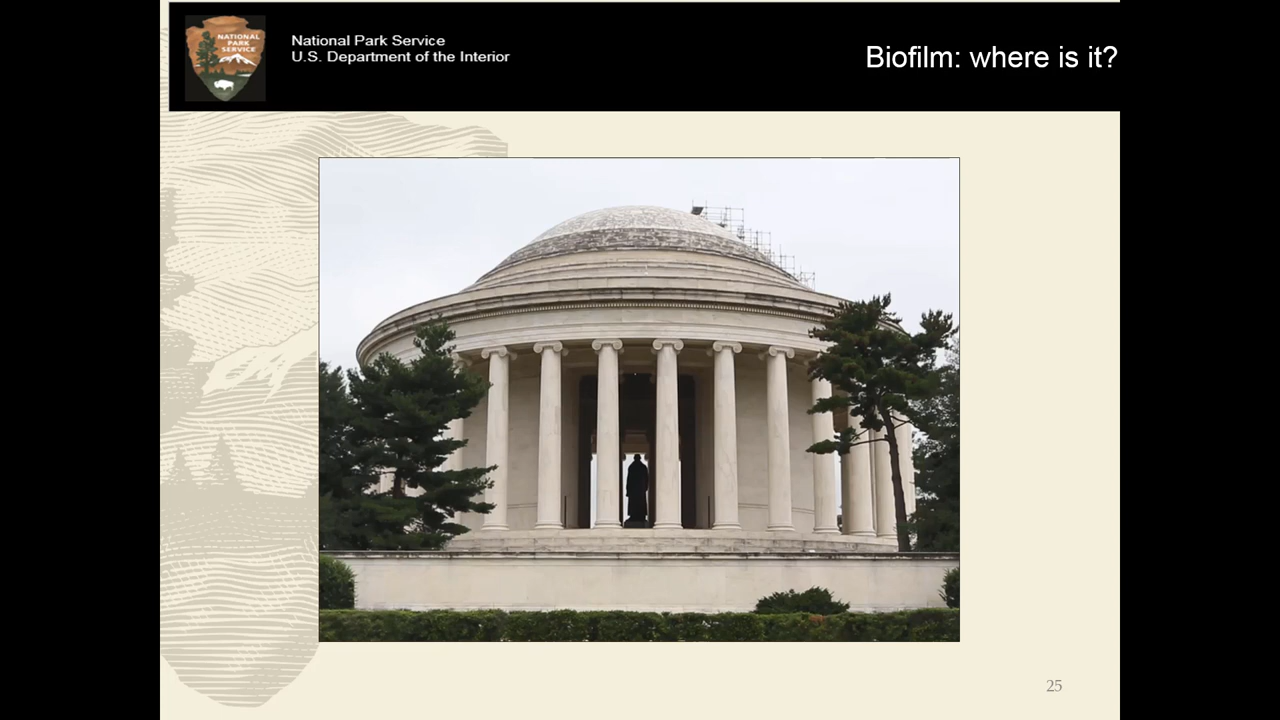 NATIONAL
PARK
SERVICE
National Park Service
U.S. Department of the Interior
Biofilm: where is it?
25